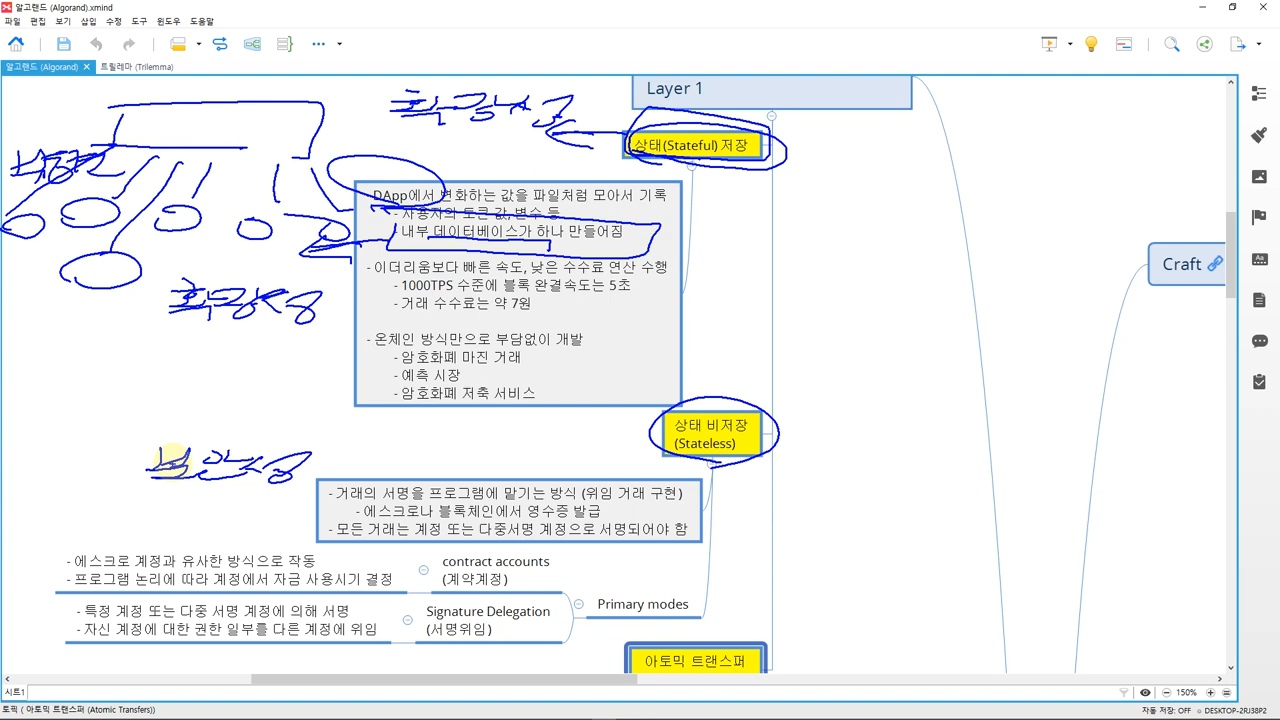 알고랜드 (Algorand).xmind
파일 편집 보기 삽입 수정 도구 윈도우 도움말
알고랜드 (Algorand) 트릴레마 (Trilemma)
Layer 1
확장성
상태(Stateful) 저장
DApp에서 변화하는 값을 파일처럼 모아서 기록
- 사용자의 토큰 값, 변수 등
- 내부 데이터베이스가 하나 만들어짐
- 이더리움보다 빠른 속도, 낮은 수수료 연산 수행
- 1000TPS 수준에 블록 완결속도는 5초
- 거래 수수료는 약 7원
- 온체인 방식만으로 부담없이 개발
- 암호화폐 마진 거래
- 예측 시장
- 암호화폐 저축 서비스
확장성
Craft
상태 비저장
(Stateless)
보안성
- 거래의 서명을 프로그램에 맡기는 방식 (위임 거래 구현)
- 에스크로나 블록체인에서 영수증 발급
- 모든 거래는 계정 또는 다중서명 계정으로 서명되어야 함
- 에스크로 계정과 유사한 방식으로 작동
- 프로그램 논리에 따라 계정에서 자금 사용시기 결정
contract accounts
(계약계정)
- 특정 계정 또는 다중 서명 계정에 의해 서명
- 자신 계정에 대한 권한 일부를 다른 계정에 위임
Signature Delegation
(서명위임)
Primary modes
아토믹 트랜스퍼
시트1
150%
토픽 ( 아토믹 트랜스퍼 (Atomic Transfers))
자동 저장: OFF
DESKTOP-2RJ38P2